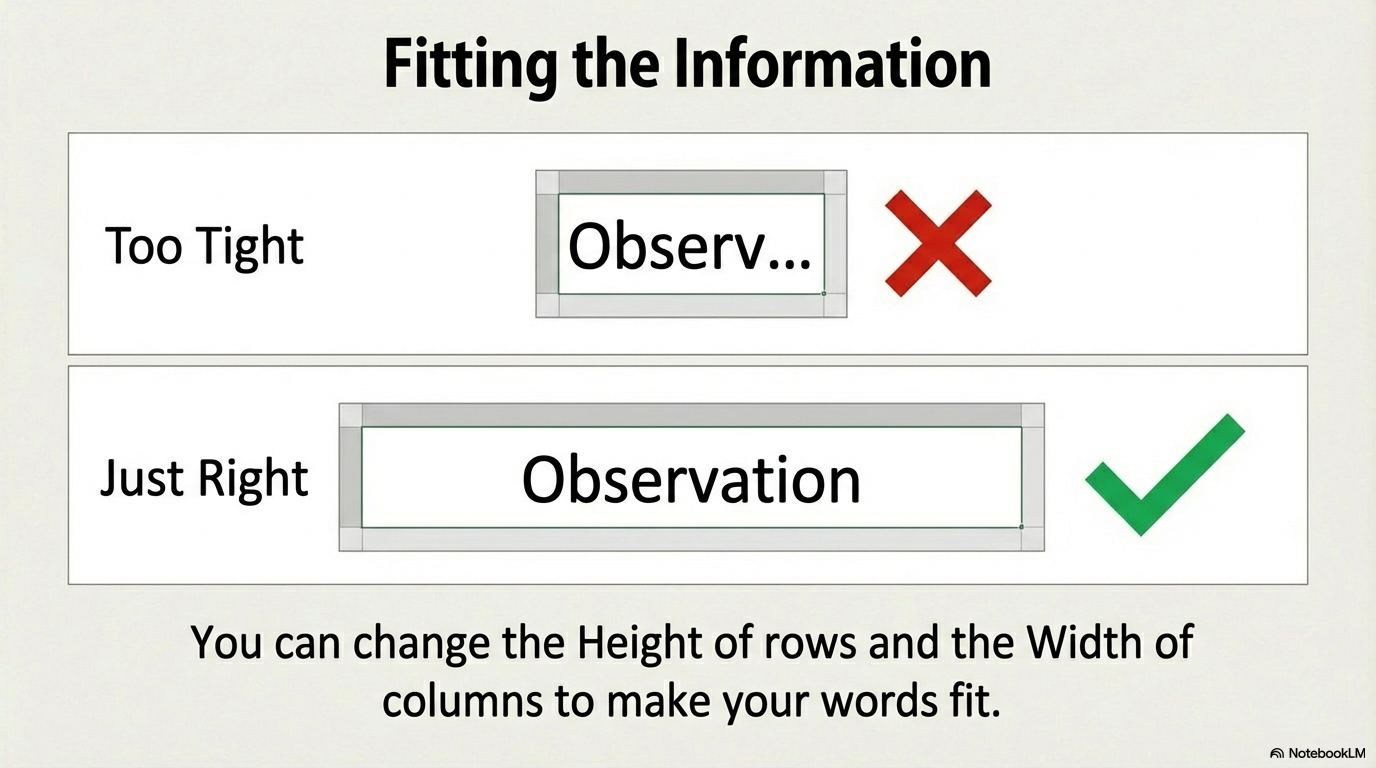 Fitting the Information
Too Tight
Observ...
Just Right
Observation
You can change the Height of rows and the Width of
columns to make your words fit.
NotebookLM